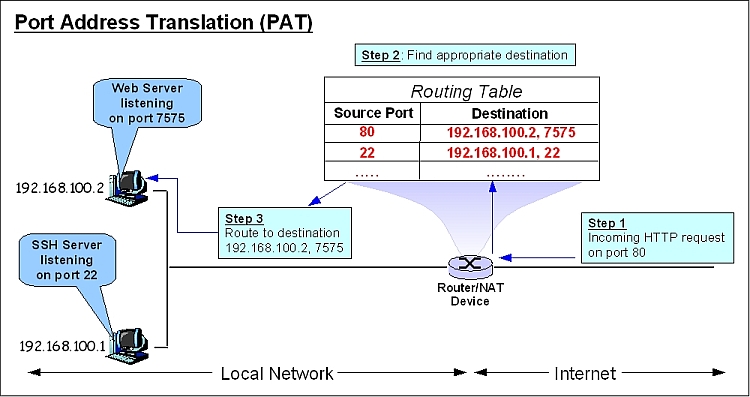 Port Address Translation (PAT)
Step 2: Find appropriate destination
Web Server
listening
on port 7575
Routing Table
Source Port Destination
80 192.168.100.2, 7575
22 192.168.100.1, 22
..... ........
192.168.100.2
Step 3
Route to destination
192.168.100.2, 7575
Step 1
Incoming HTTP request
on port 80
SSH Server
listening
on port 22
Router/NAT
Device
192.168.100.1
Local Network Internet